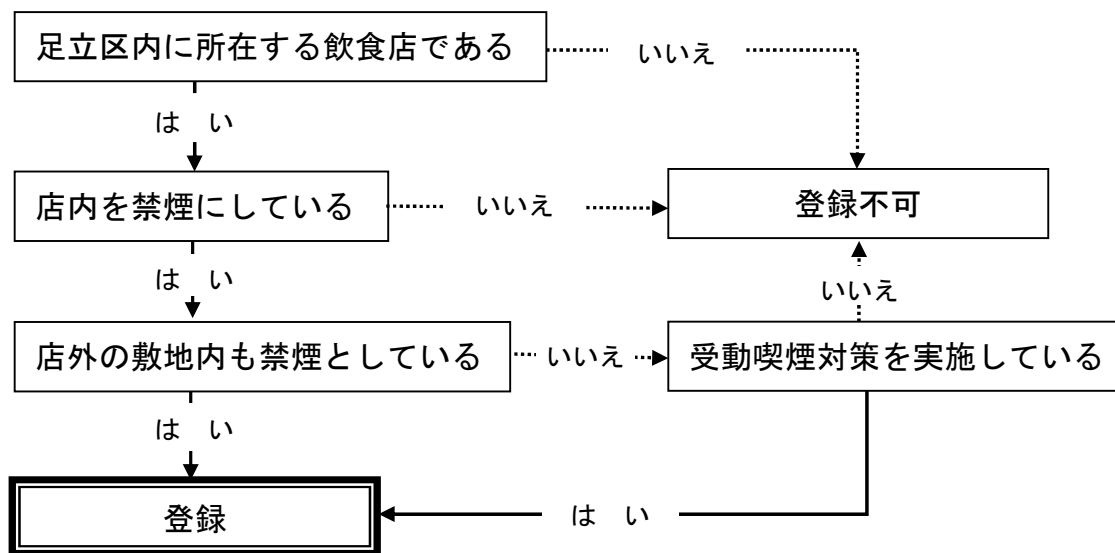 足立区内に所在する飲食店である
いいえ
は い
店内を禁煙にしている
いいえ
登録不可
は い
いいえ
店外の敷地内も禁煙としている
いいえ
受動喫煙対策を実施している
は い
登録
は い